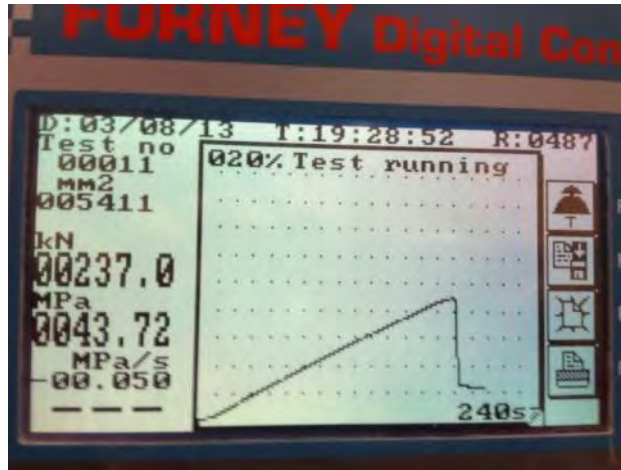 FORNEY Digital Con
D:03/08/13 T:19:28:52 R:0487
Test no
00011
mm2
005411
kN
00237.0
MPa
0043.72
MPa/s
-00.050
---
020% Test running
240s
T